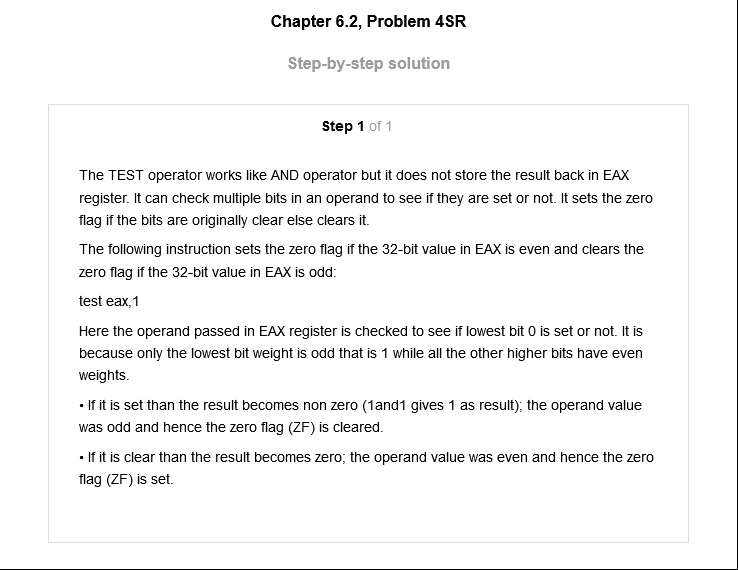 Chapter 6.2, Problem 4SR
Step-by-step solution
Step 1 of 1
The TEST operator works like AND operator but it does not store the result back in EAX
register. It can check multiple bits in an operand to see if they are set or not. It sets the zero
flag if the bits are originally clear else clears it.
The following instruction sets the zero flag if the 32-bit value in EAX is even and clears the
zero flag if the 32-bit value in EAX is odd:
test eax,1
Here the operand passed in EAX register is checked to see if lowest bit 0 is set or not. It is
because only the lowest bit weight is odd that is 1 while all the other higher bits have even
weights.
• If it is set than the result becomes non zero (1and1 gives 1 as result); the operand value
was odd and hence the zero flag (ZF) is cleared.
• If it is clear than the result becomes zero; the operand value was even and hence the zero
flag (ZF) is set.